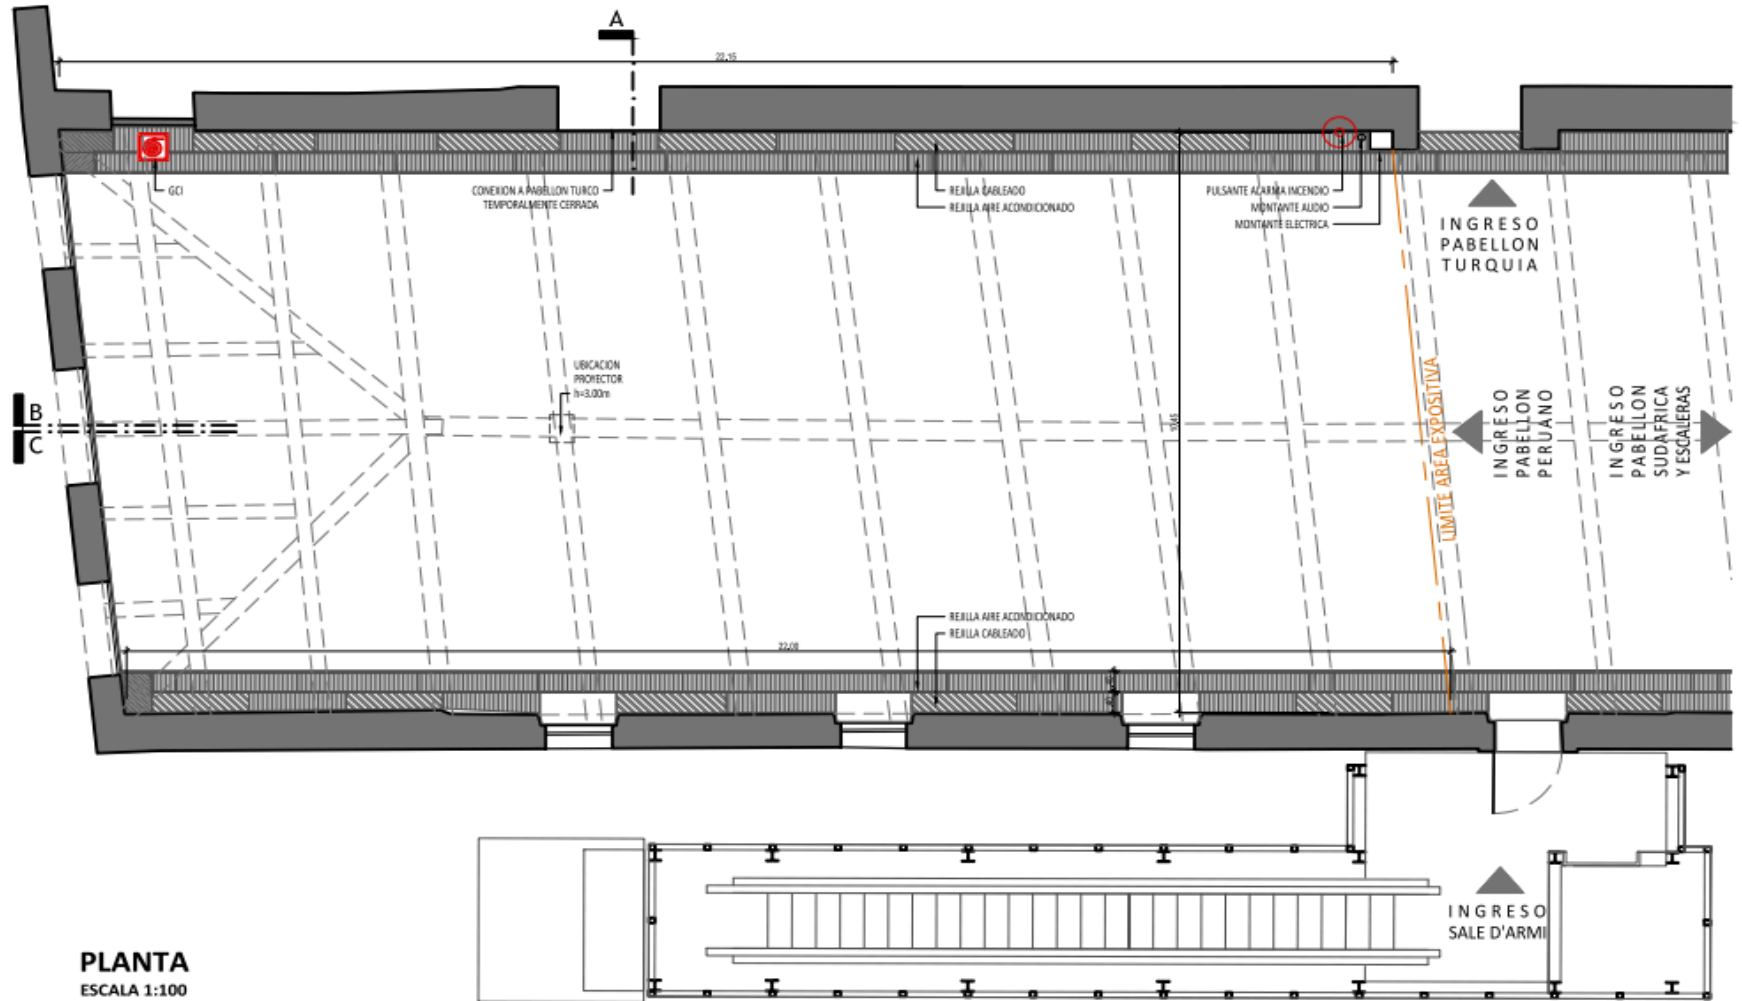 A
22.15
GCI
CONEXION A PABELLON TURCO
TEMPORALMENTE CERRADA
REJILLA CABLEADO
REJILLA AIRE ACONDICIONADO
PULSANTE ALARMA INCENDIO
MONTANTE AUDIO
MONTANTE ELECTRICA
INGRESO
PABELLON
TURQUIA
UBICACION
PROYECTOR
h=3.00m
B
C
LIMITE AREA EXPOSITIVA
INGRESO
PABELLON
PERUANO
INGRESO
PABELLON
SUDAFRICA
Y ESCALERAS
REJILLA AIRE ACONDICIONADO
REJILLA CABLEADO
22.00
INGRESO
SALE D'ARMI
PLANTA
ESCALA 1:100